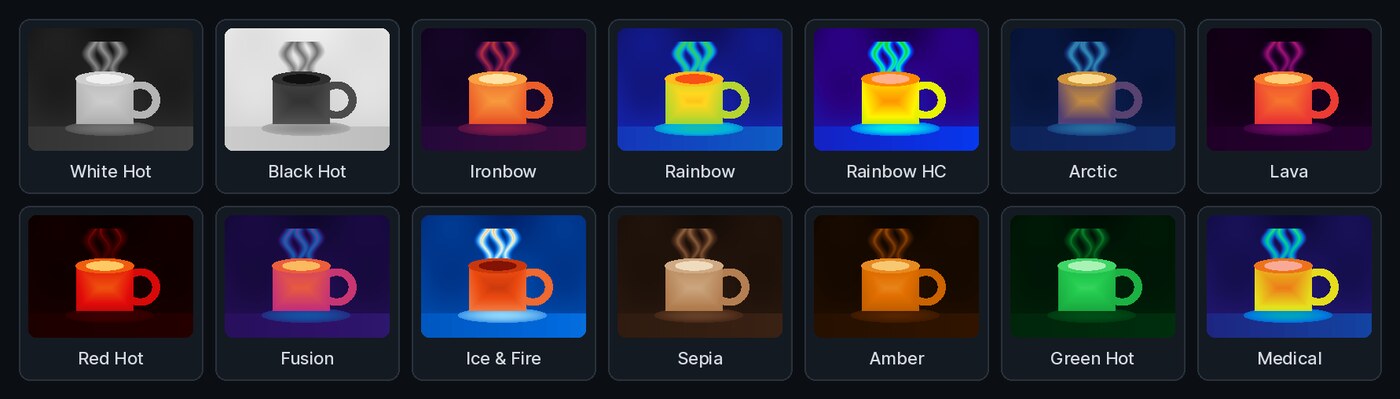 White Hot
Black Hot
Ironbow
Rainbow
Rainbow HC
Arctic
Lava
Red Hot
Fusion
Ice & Fire
Sepia
Amber
Green Hot
Medical